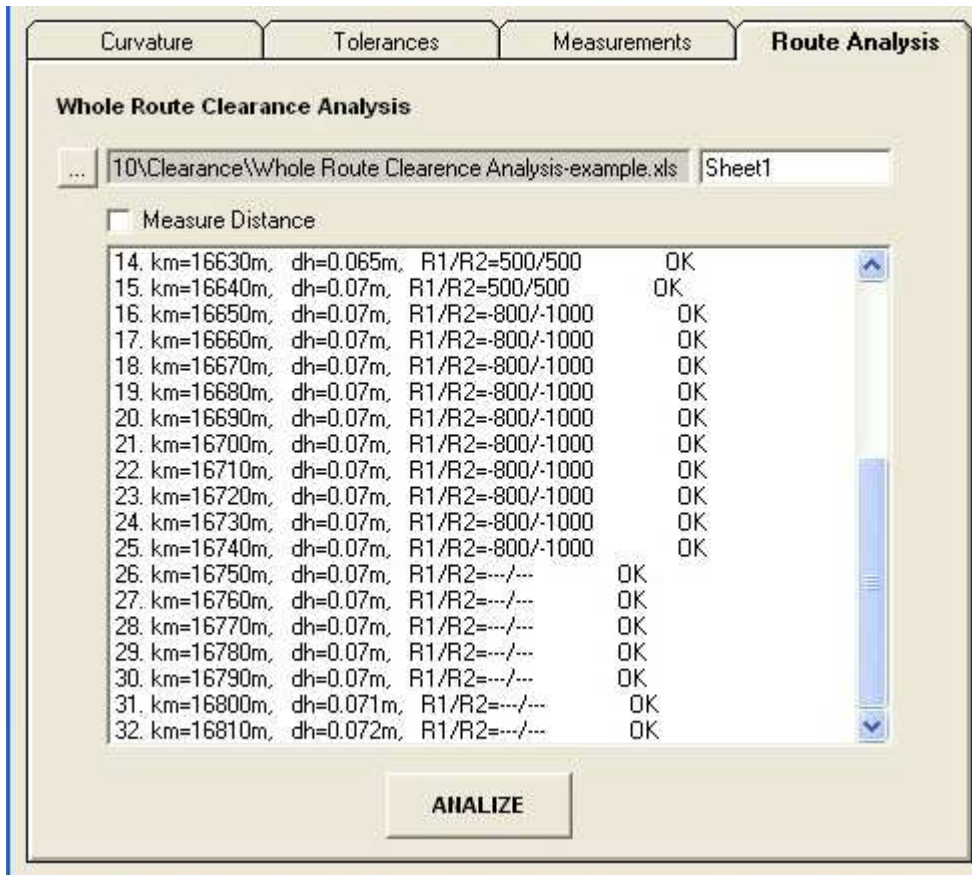 Curvature Tolerances Measurements Route Analysis
Whole Route Clearance Analysis
... 10\Clearance\Whole Route Clearence Analysis-example.xls Sheet1
Measure Distance
14. km=16630m, dh=0.065m, R1/R2=500/500 OK
15. km=16640m, dh=0.07m, R1/R2=500/500 OK
16. km=16650m, dh=0.07m, R1/R2=-800/-1000 OK
17. km=16660m, dh=0.07m, R1/R2=-800/-1000 OK
18. km=16670m, dh=0.07m, R1/R2=-800/-1000 OK
19. km=16680m, dh=0.07m, R1/R2=-800/-1000 OK
20. km=16690m, dh=0.07m, R1/R2=-800/-1000 OK
21. km=16700m, dh=0.07m, R1/R2=-800/-1000 OK
22. km=16710m, dh=0.07m, R1/R2=-800/-1000 OK
23. km=16720m, dh=0.07m, R1/R2=-800/-1000 OK
24. km=16730m, dh=0.07m, R1/R2=-800/-1000 OK
25. km=16740m, dh=0.07m, R1/R2=-800/-1000 OK
26. km=16750m, dh=0.07m, R1/R2=---/--- OK
27. km=16760m, dh=0.07m, R1/R2=---/--- OK
28. km=16770m, dh=0.07m, R1/R2=---/--- OK
29. km=16780m, dh=0.07m, R1/R2=---/--- OK
30. km=16790m, dh=0.07m, R1/R2=---/--- OK
31. km=16800m, dh=0.071m, R1/R2=---/--- OK
32. km=16810m, dh=0.072m, R1/R2=---/--- OK
ANALIZE